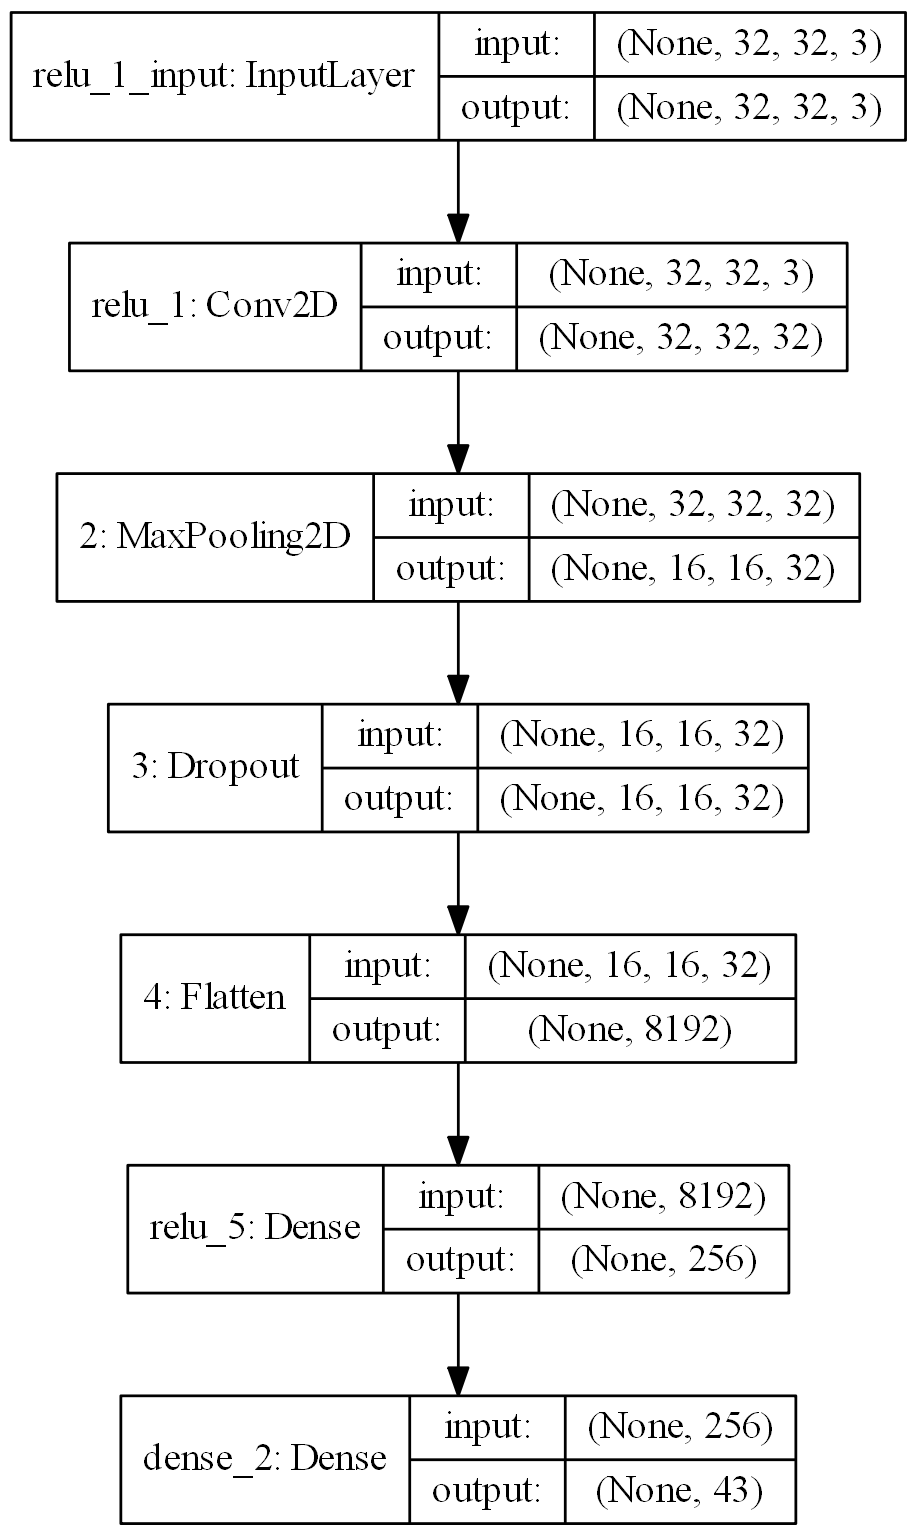 relu_1_input: InputLayer
input: (None, 32, 32, 3)
output: (None, 32, 32, 3)
relu_1: Conv2D
input: (None, 32, 32, 3)
output: (None, 32, 32, 32)
2: MaxPooling2D
input: (None, 32, 32, 32)
output: (None, 16, 16, 32)
3: Dropout
input: (None, 16, 16, 32)
output: (None, 16, 16, 32)
4: Flatten
input: (None, 16, 16, 32)
output: (None, 8192)
relu_5: Dense
input: (None, 8192)
output: (None, 256)
dense_2: Dense
input: (None, 256)
output: (None, 43)